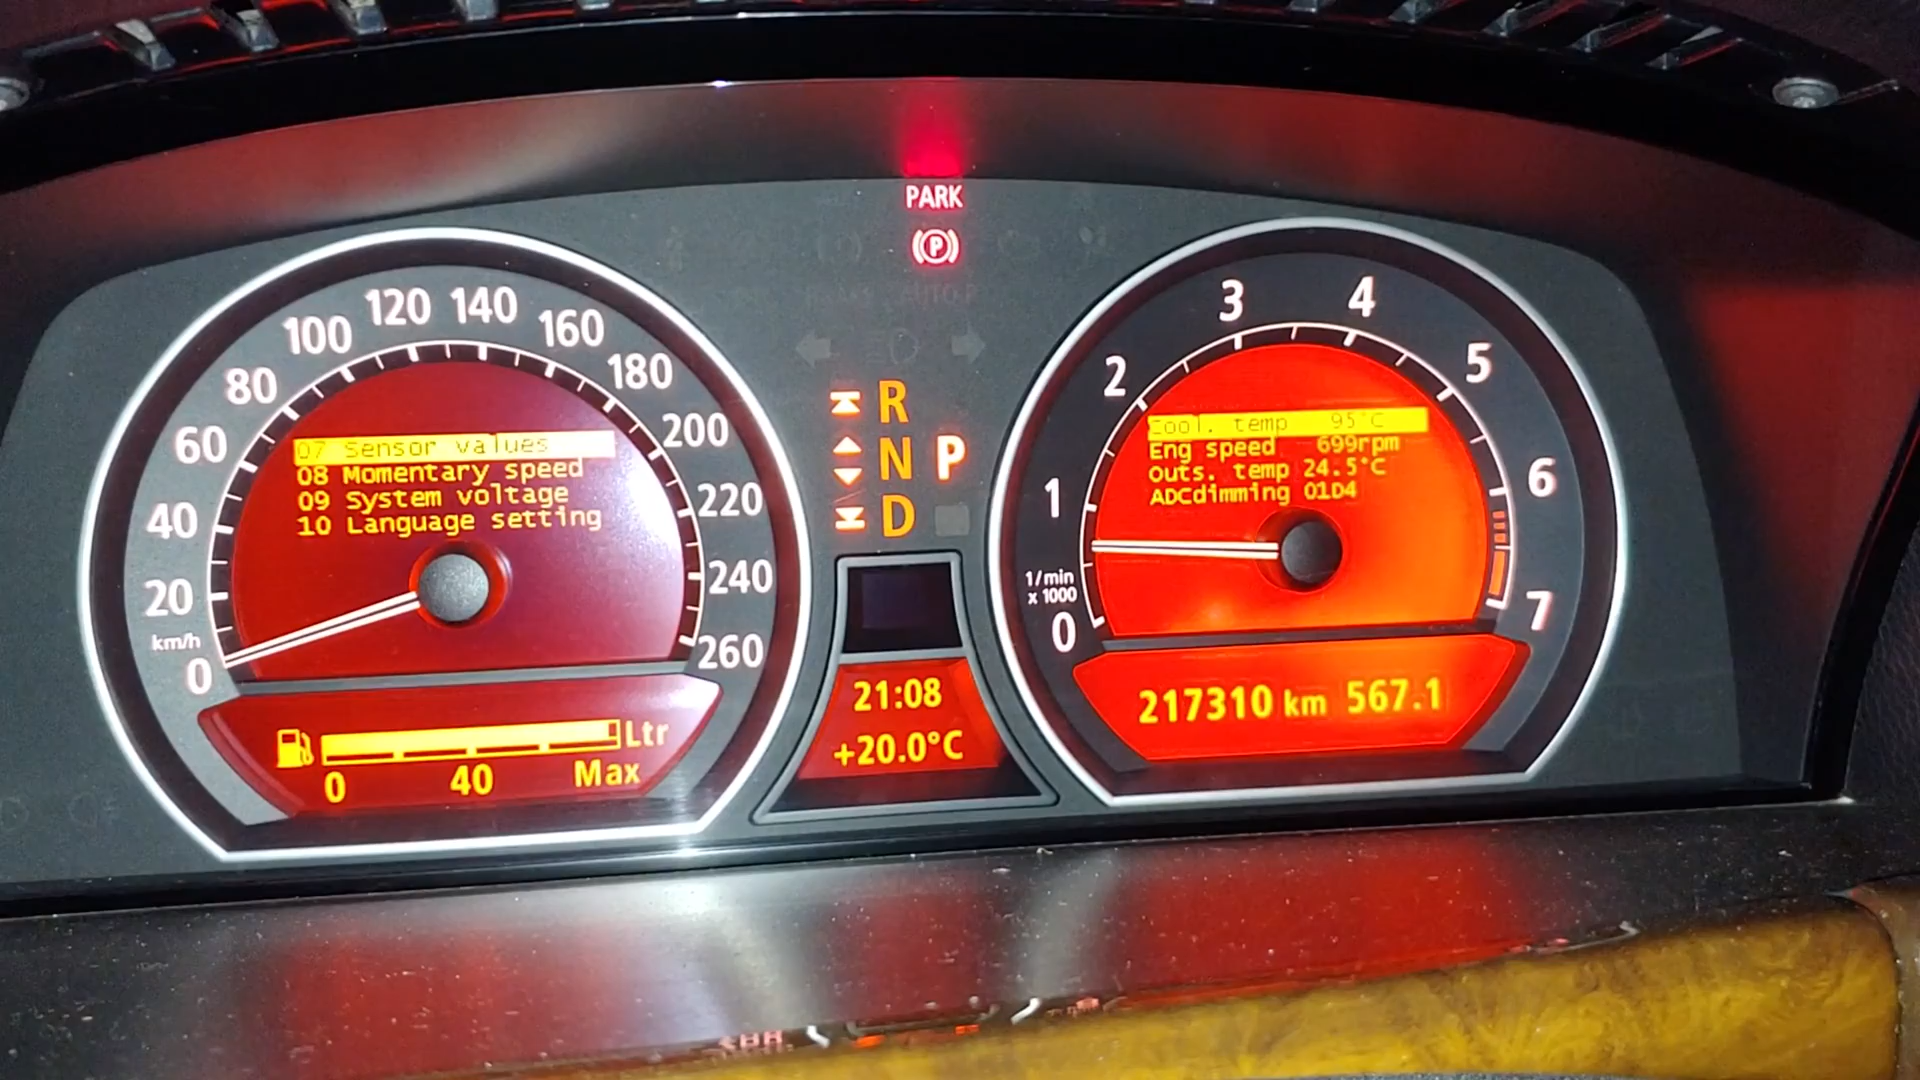 PARK
(P)
120 140
100 160
80 180
60 200
40 220
20 240
km/h
0 260
07 Sensor values
08 Momentary speed
09 System voltage
10 Language setting
0 40 Max
Ltr
R
N P
D
21:08
+20.0°C
3 4
2 5
1 6
0 7
1/min
x 1000
Cool. temp 95°C
Eng speed 699rpm
Outs. temp 24.5°C
ADCdimming 01D4
217310 km 567.1